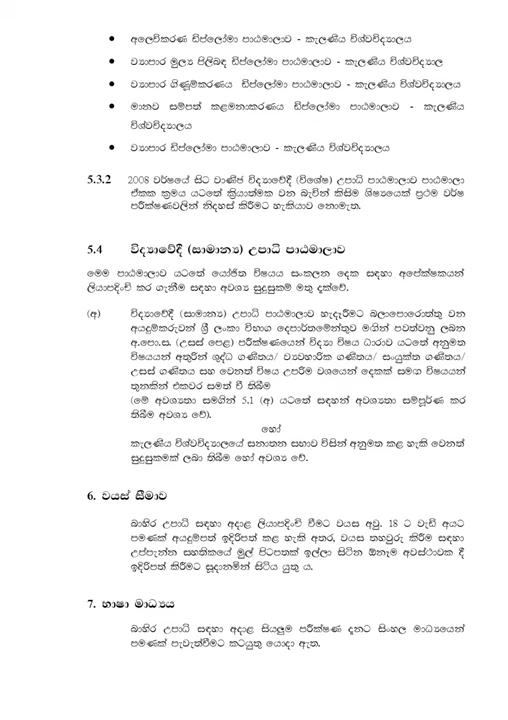 • අලෙවිකරණ ඩිප්ලෝමා පාඨමාලාව - කැලණිය විශ්වවිද්‍යාලය
• ව්‍යාපාර මූල්‍ය පිලිබඳ ඩිප්ලෝමා පාඨමාලාව - කැලණිය විශ්වවිද්‍යාල
• ව්‍යාපාර ගිණුම්කරණය ඩිප්ලෝමා පාඨමාලාව - කැලණිය විශ්වවිද්‍යාලය
• මානව සම්පත් කළමනාකරණය ඩිප්ලෝමා පාඨමාලාව - කැලණිය
විශ්වවිද්‍යාලය
• ව්‍යාපාර ඩිප්ලෝමා පාඨමාලාව - කැලණිය විශ්වවිද්‍යාලය
5.3.2 2008 වර්ෂයේ සිට වාණිජ විද්‍යාවේදී (විශේෂ) උපාධි පාඨමාලාව පාඨමාලා
ඒකක ක්‍රමය යටතේ ක්‍රියාත්මක වන බැවින් කිසිම ශිෂ්‍යයෙක් ප්‍රථම වර්ෂ
පරීක්ෂණවලින් නිදහස් කිරීමට හැකියාව නොමැත.
5.4 විද්‍යාවේදී (සාමාන්‍ය) උපාධි පාඨමාලාව
මෙම පාඨමාලාව යටතේ යෝජිත විෂයය සංකලන දෙක සඳහා අපේක්ෂකයන්
ලියාපදිංචි කර ගැනීම සඳහා අවශ්‍ය සුදුසුකම් මතු දැක්වේ.
(අ) විද්‍යාවේදී (සාමාන්‍ය) උපාධි පාඨමාලාව හැදෑරීමට බලාපොරොත්තු වන
අයදුම්කරුවන් ශ්‍රී ලංකා විභාග දෙපාර්තමේන්තුව මගින් පවත්වනු ලබන
අ.පො.ස. (උසස් පෙළ) පරීක්ෂණයෙන් විද්‍යා විෂය ධාරාව යටතේ අනුමත
විෂයයන් අතුරින් ශුද්ධ ගණිතය/ ව්‍යවහාරික ගණිතය/ සංයුක්ත ගණිතය/
උසස් ගණිතය සහ වෙනත් විෂය උපරිම වශයෙන් දෙකක් සමග විෂයයන්
තුනකින් එකවර සමත් වී තිබීම
(මේ අවශ්‍යතා සමගින් 5.1 (අ) යටතේ සඳහන් අවශ්‍යතා සම්පූර්ණ කර
තිබීම අවශ්‍ය වේ).
හෝ
කැලණිය විශ්වවිද්‍යාලයේ සනාතන සභාව විසින් අනුමත කළ හැකි වෙනත්
සුදුසුකමක් ලබා තිබීම හෝ අවශ්‍ය වේ.
6. වයස් සීමාව
බාහිර උපාධි සඳහා අදාළ ලියාපදිංචි වීමට වයස අවු. 18 ට වැඩි අයට
පමණක් අයදුම්පත් ඉදිරිපත් කළ හැකි අතර, වයස තහවුරු කිරීම සඳහා
උප්පැන්න සහතිකයේ මුල් පිටපතක් ඉල්ලා සිටින ඕනෑම අවස්ථාවක දී
ඉදිරිපත් කිරීමට සූදානමින් සිටිය යුතු ය.
7. භාෂා මාධ්‍යය
බාහිර උපාධි සඳහා අදාළ සියලුම පරීක්ෂණ දැනට සිංහල මාධ්‍යයෙන්
පමණක් පැවැත්වීමට කටයුතු යොදා ඇත.